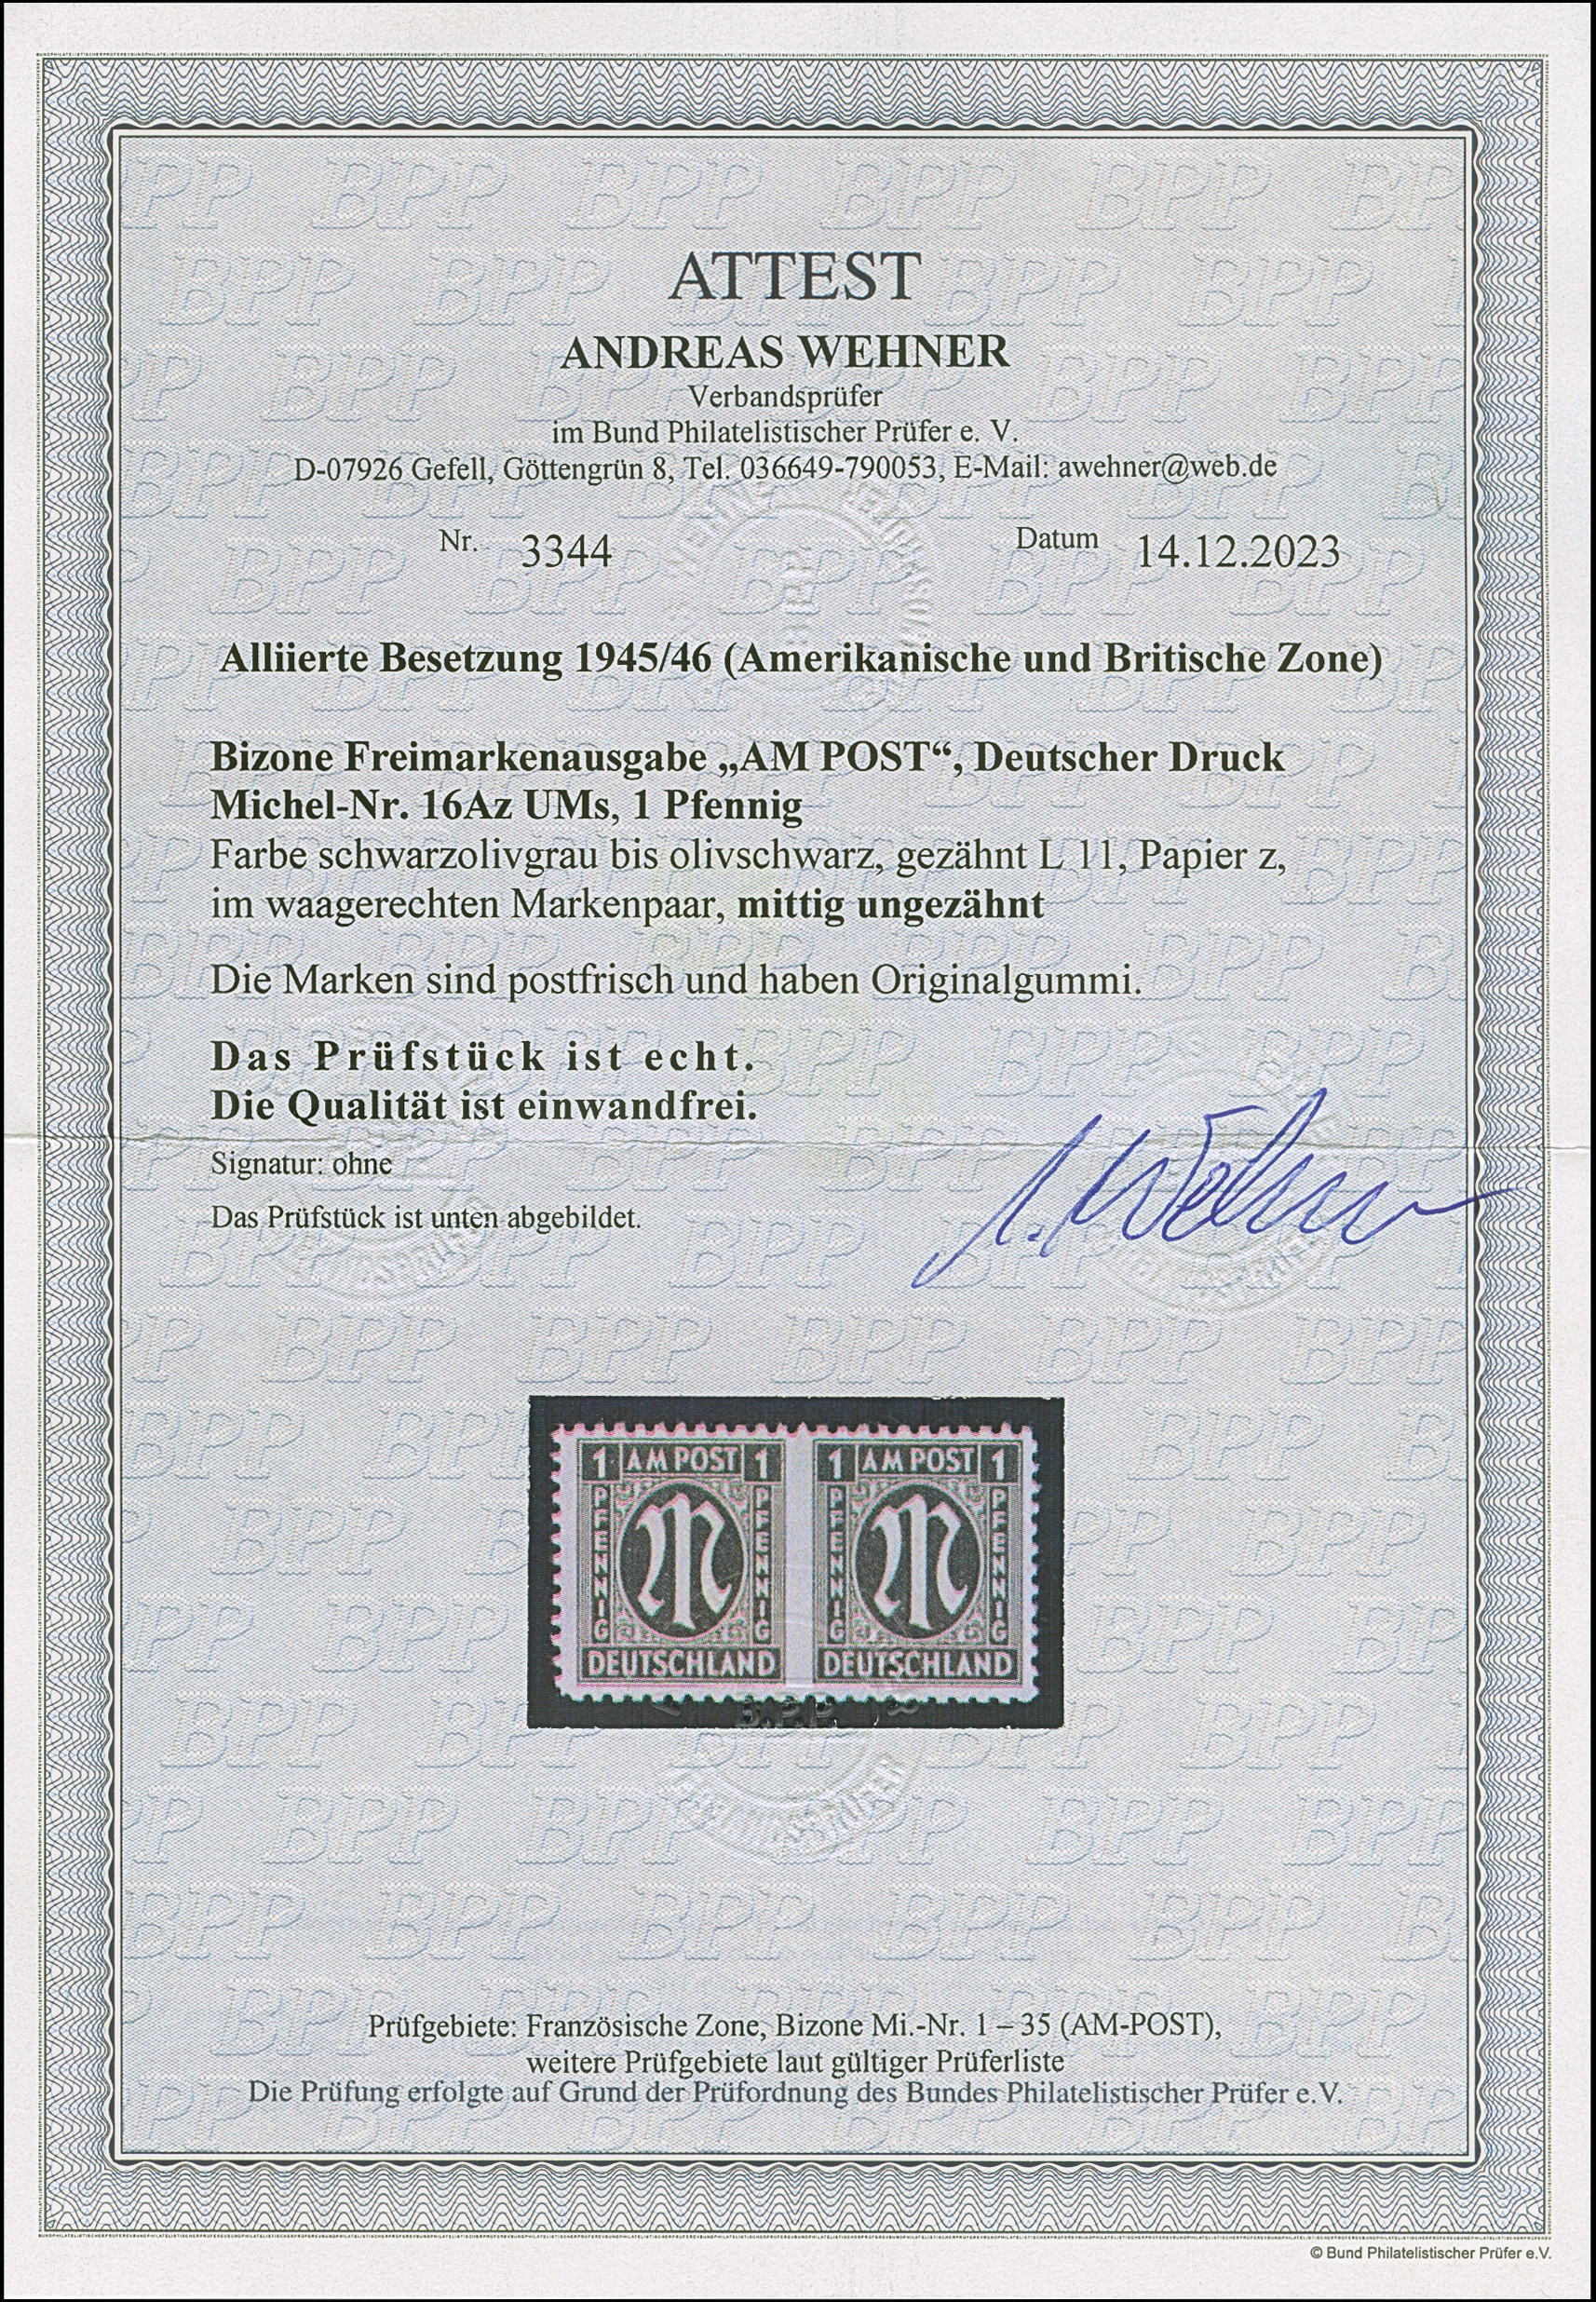 ATTEST
ANDREAS WEHNER
Verbandsprüfer
im Bund Philatelistischer Prüfer e. V.
D-07926 Gefell, Göttengrün 8, Tel. 036649-790053, E-Mail: awehner@web.de
Nr. 3344 Datum 14.12.2023
Alliierte Besetzung 1945/46 (Amerikanische und Britische Zone)
Bizone Freimarkenausgabe „AM POST“, Deutscher Druck
Michel-Nr. 16Az UMs, 1 Pfennig
Farbe schwarzolivgrau bis olivschwarz, gezähnt L 11, Papier z,
im waagerechten Markenpaar, mittig ungezähnt
Die Marken sind postfrisch und haben Originalgummi.
Das Prüfstück ist echt.
Die Qualität ist einwandfrei.
Signatur: ohne
Das Prüfstück ist unten abgebildet.
A. Wehner
1 AM POST 1 1 AM POST 1
PFENNIG PFENNIG PFENNIG PFENNIG
M M
DEUTSCHLAND DEUTSCHLAND
B.P.P.
Prüfgebiete: Französische Zone, Bizone Mi.-Nr. 1 – 35 (AM-POST),
weitere Prüfgebiete laut gültiger Prüferliste
Die Prüfung erfolgte auf Grund der Prüfordnung des Bundes Philatelistischer Prüfer e.V.
© Bund Philatelistischer Prüfer e.V.